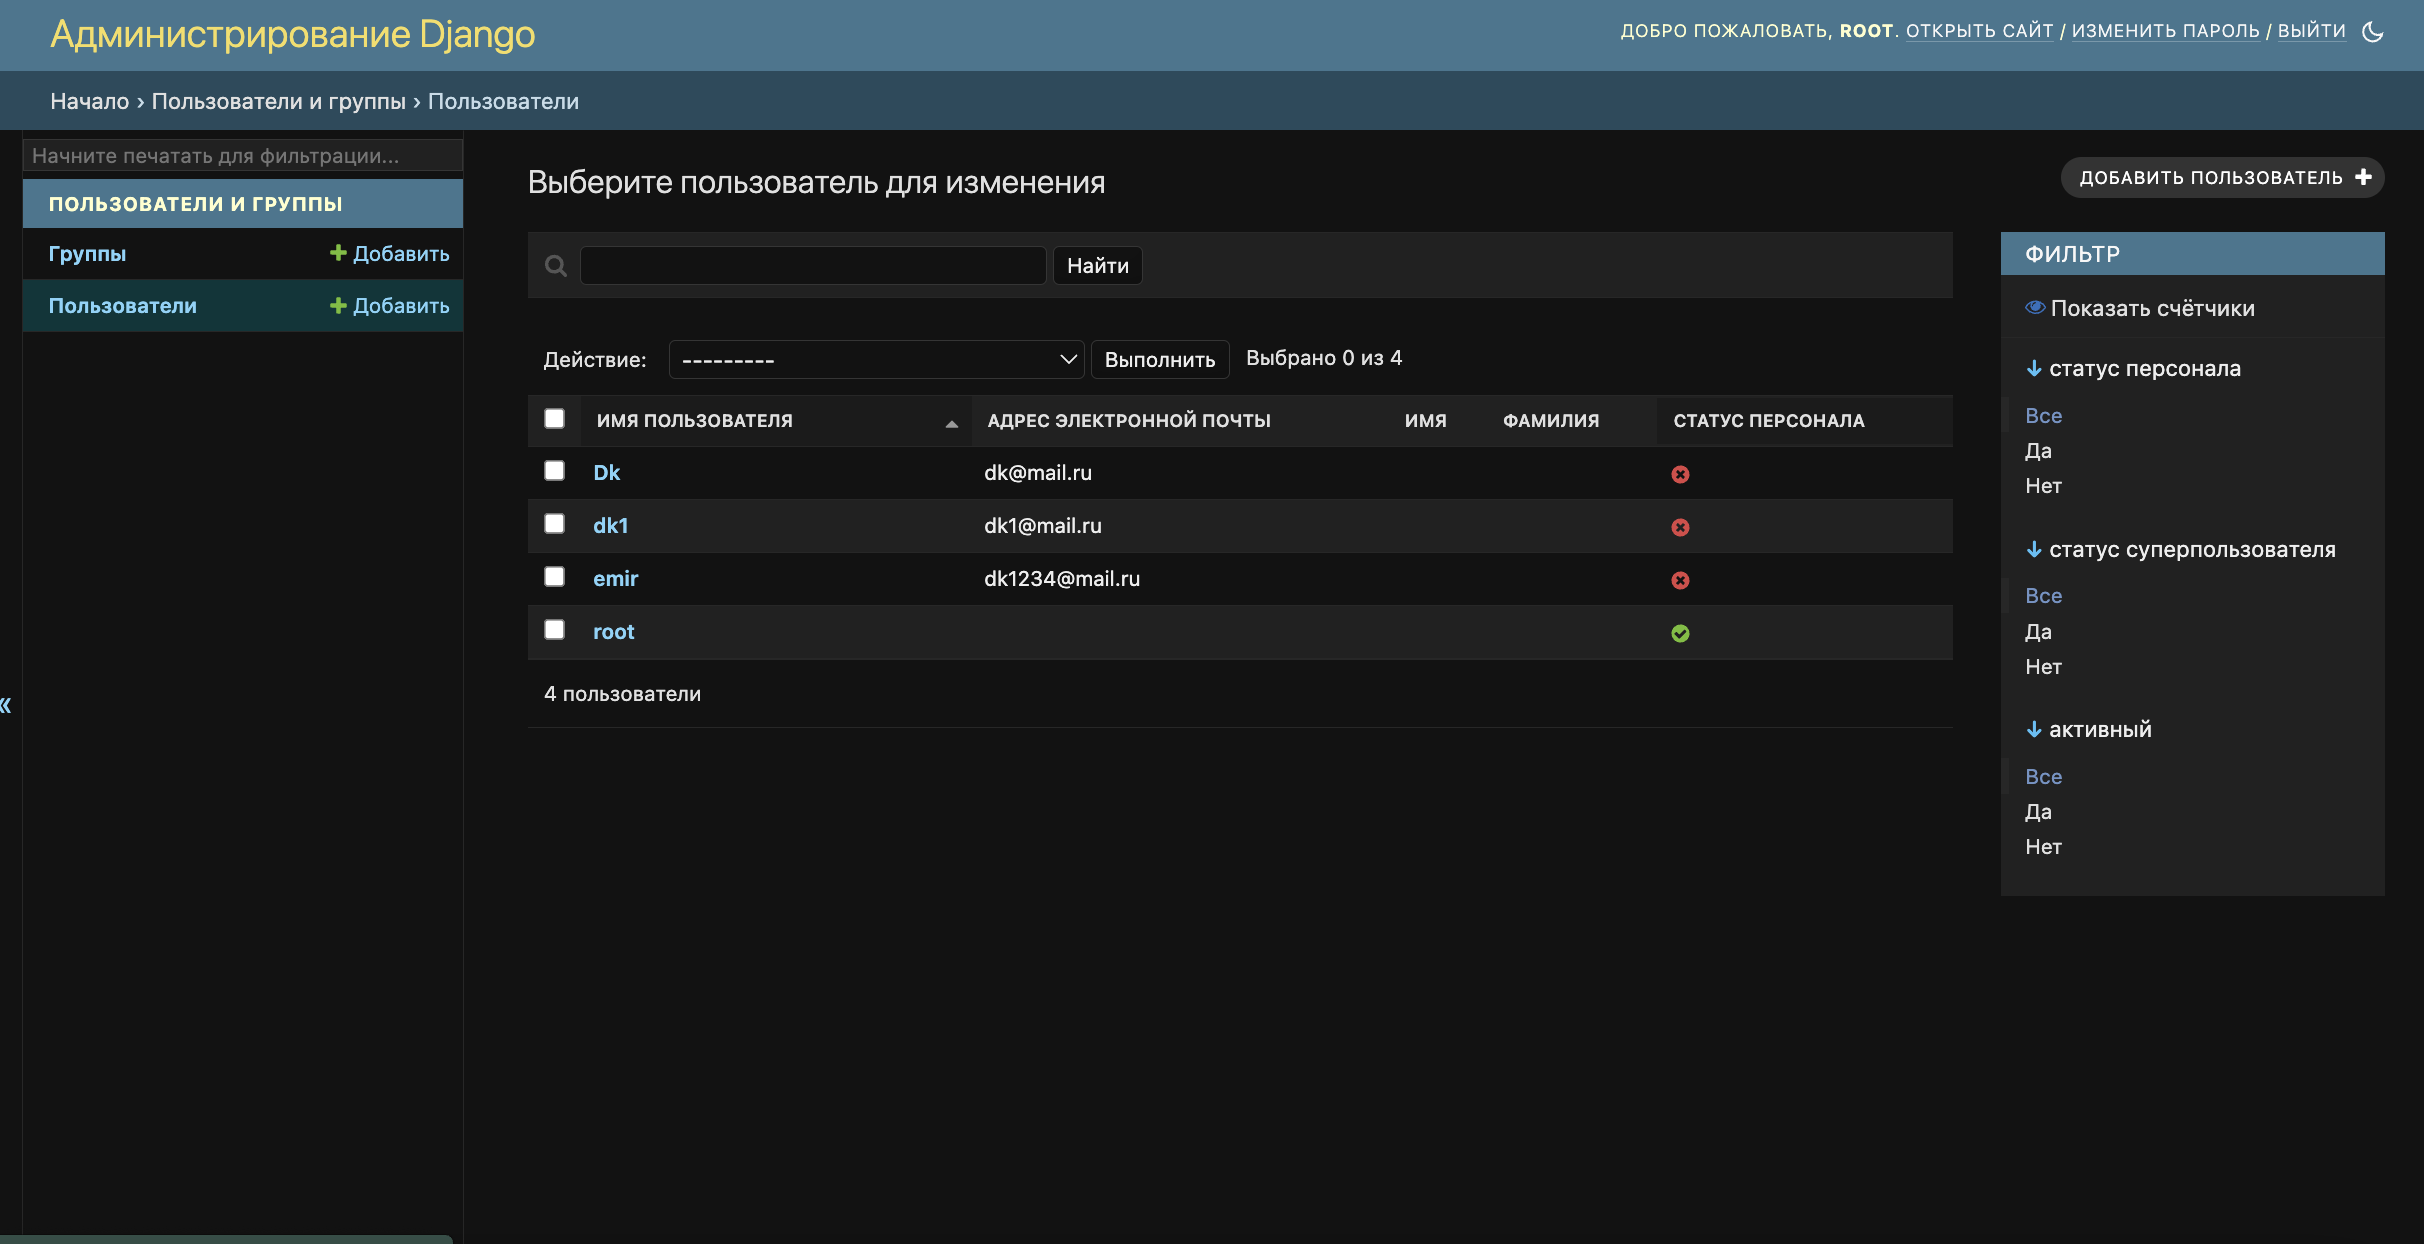 Администрирование Django
ДОБРО ПОЖАЛОВАТЬ, ROOT. ОТКРЫТЬ САЙТ / ИЗМЕНИТЬ ПАРОЛЬ / ВЫЙТИ
Начало › Пользователи и группы › Пользователи
Начните печатать для фильтрации...
ПОЛЬЗОВАТЕЛИ И ГРУППЫ
Группы Добавить
Пользователи Добавить
«
Выберите пользователь для изменения
ДОБАВИТЬ ПОЛЬЗОВАТЕЛЬ
Найти
Действие: --------- Выполнить Выбрано 0 из 4
ИМЯ ПОЛЬЗОВАТЕЛЯ АДРЕС ЭЛЕКТРОННОЙ ПОЧТЫ ИМЯ ФАМИЛИЯ СТАТУС ПЕРСОНАЛА
Dk dk@mail.ru
dk1 dk1@mail.ru
emir dk1234@mail.ru
root
4 пользователи
ФИЛЬТР
Показать счётчики
↓ статус персонала
Все
Да
Нет
↓ статус суперпользователя
Все
Да
Нет
↓ активный
Все
Да
Нет